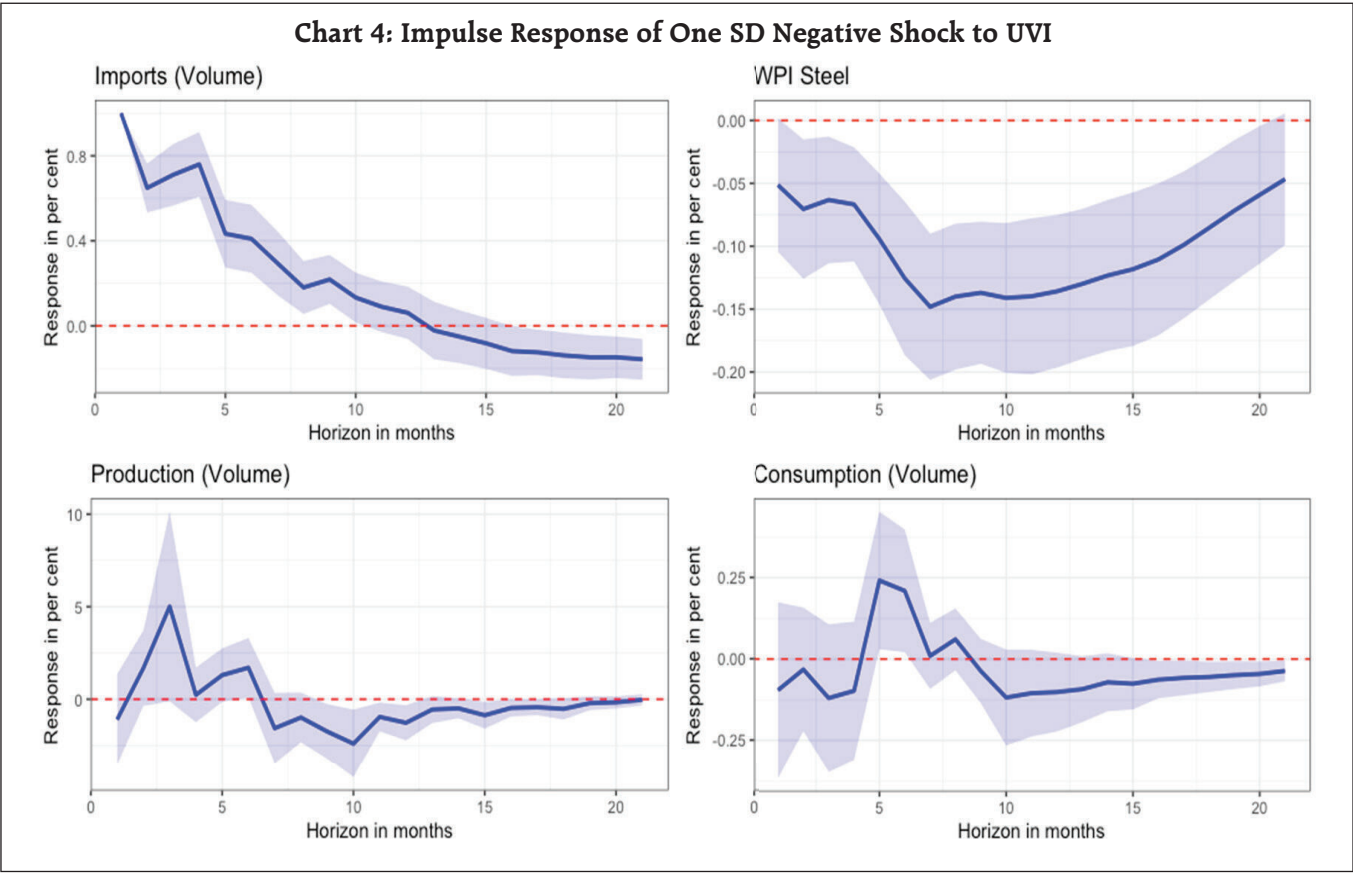 Chart 4: Impulse Response of One SD Negative Shock to UVI
Imports (Volume)
Response in per cent
0.8
0.4
0.0
0 5 10 15 20
Horizon in months
WPI Steel
Response in per cent
0.00
-0.05
-0.10
-0.15
-0.20
0 5 10 15 20
Horizon in months
Production (Volume)
Response in per cent
10
5
0
0 5 10 15 20
Horizon in months
Consumption (Volume)
Response in per cent
0.25
0.00
-0.25
0 5 10 15 20
Horizon in months